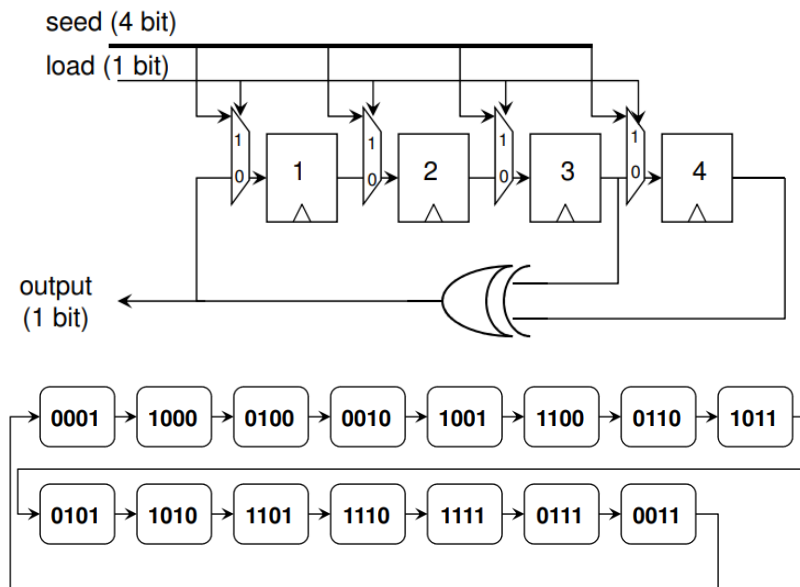 seed (4 bit)
load (1 bit)
1 1 1 1
0 1 0 2 0 3 0 4
output
(1 bit)
0001 1000 0100 0010 1001 1100 0110 1011
0101 1010 1101 1110 1111 0111 0011